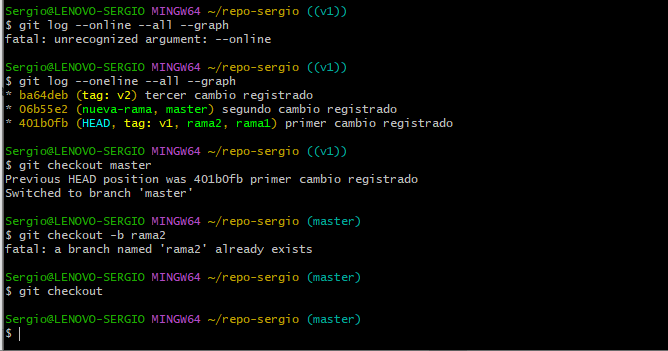 Sergio@LENOVO-SERGIO MINGW64 ~/repo-sergio ((v1))
$ git log --online --all --graph
fatal: unrecognized argument: --online
Sergio@LENOVO-SERGIO MINGW64 ~/repo-sergio ((v1))
$ git log --oneline --all --graph
* ba64deb (tag: v2) tercer cambio registrado
* 06b55e2 (nueva-rama, master) segundo cambio registrado
* 401b0fb (HEAD, tag: v1, rama2, rama1) primer cambio registrado
Sergio@LENOVO-SERGIO MINGW64 ~/repo-sergio ((v1))
$ git checkout master
Previous HEAD position was 401b0fb primer cambio registrado
Switched to branch 'master'
Sergio@LENOVO-SERGIO MINGW64 ~/repo-sergio (master)
$ git checkout -b rama2
fatal: a branch named 'rama2' already exists
Sergio@LENOVO-SERGIO MINGW64 ~/repo-sergio (master)
$ git checkout
Sergio@LENOVO-SERGIO MINGW64 ~/repo-sergio (master)
$